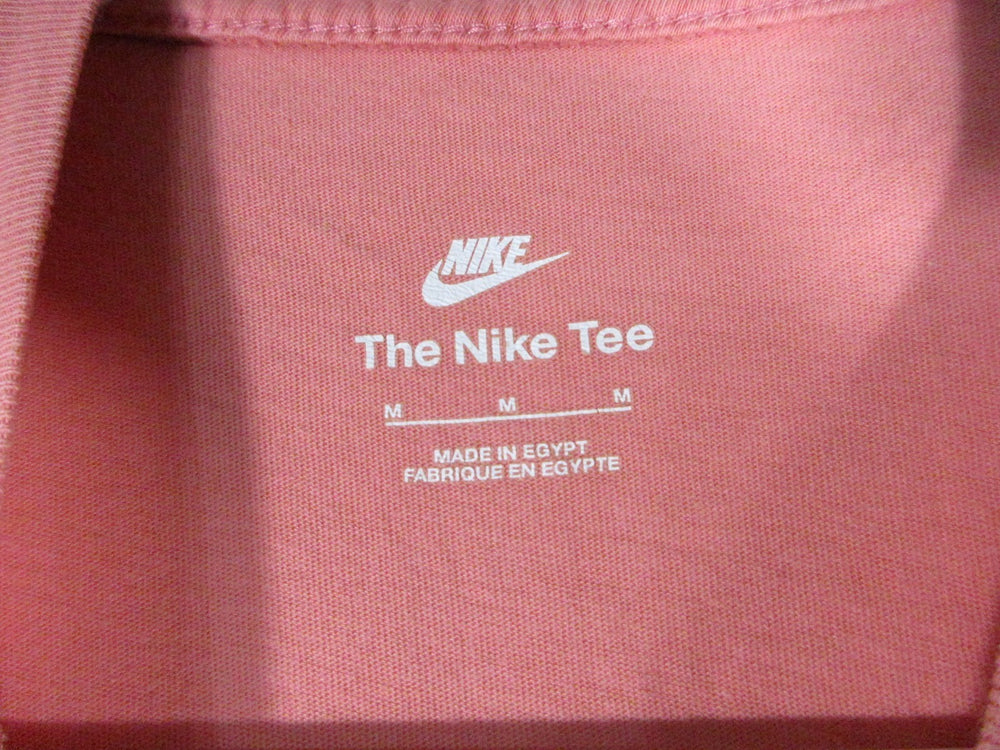 NIKE
The Nike Tee
M M M
MADE IN EGYPT
FABRIQUE EN EGYPTE